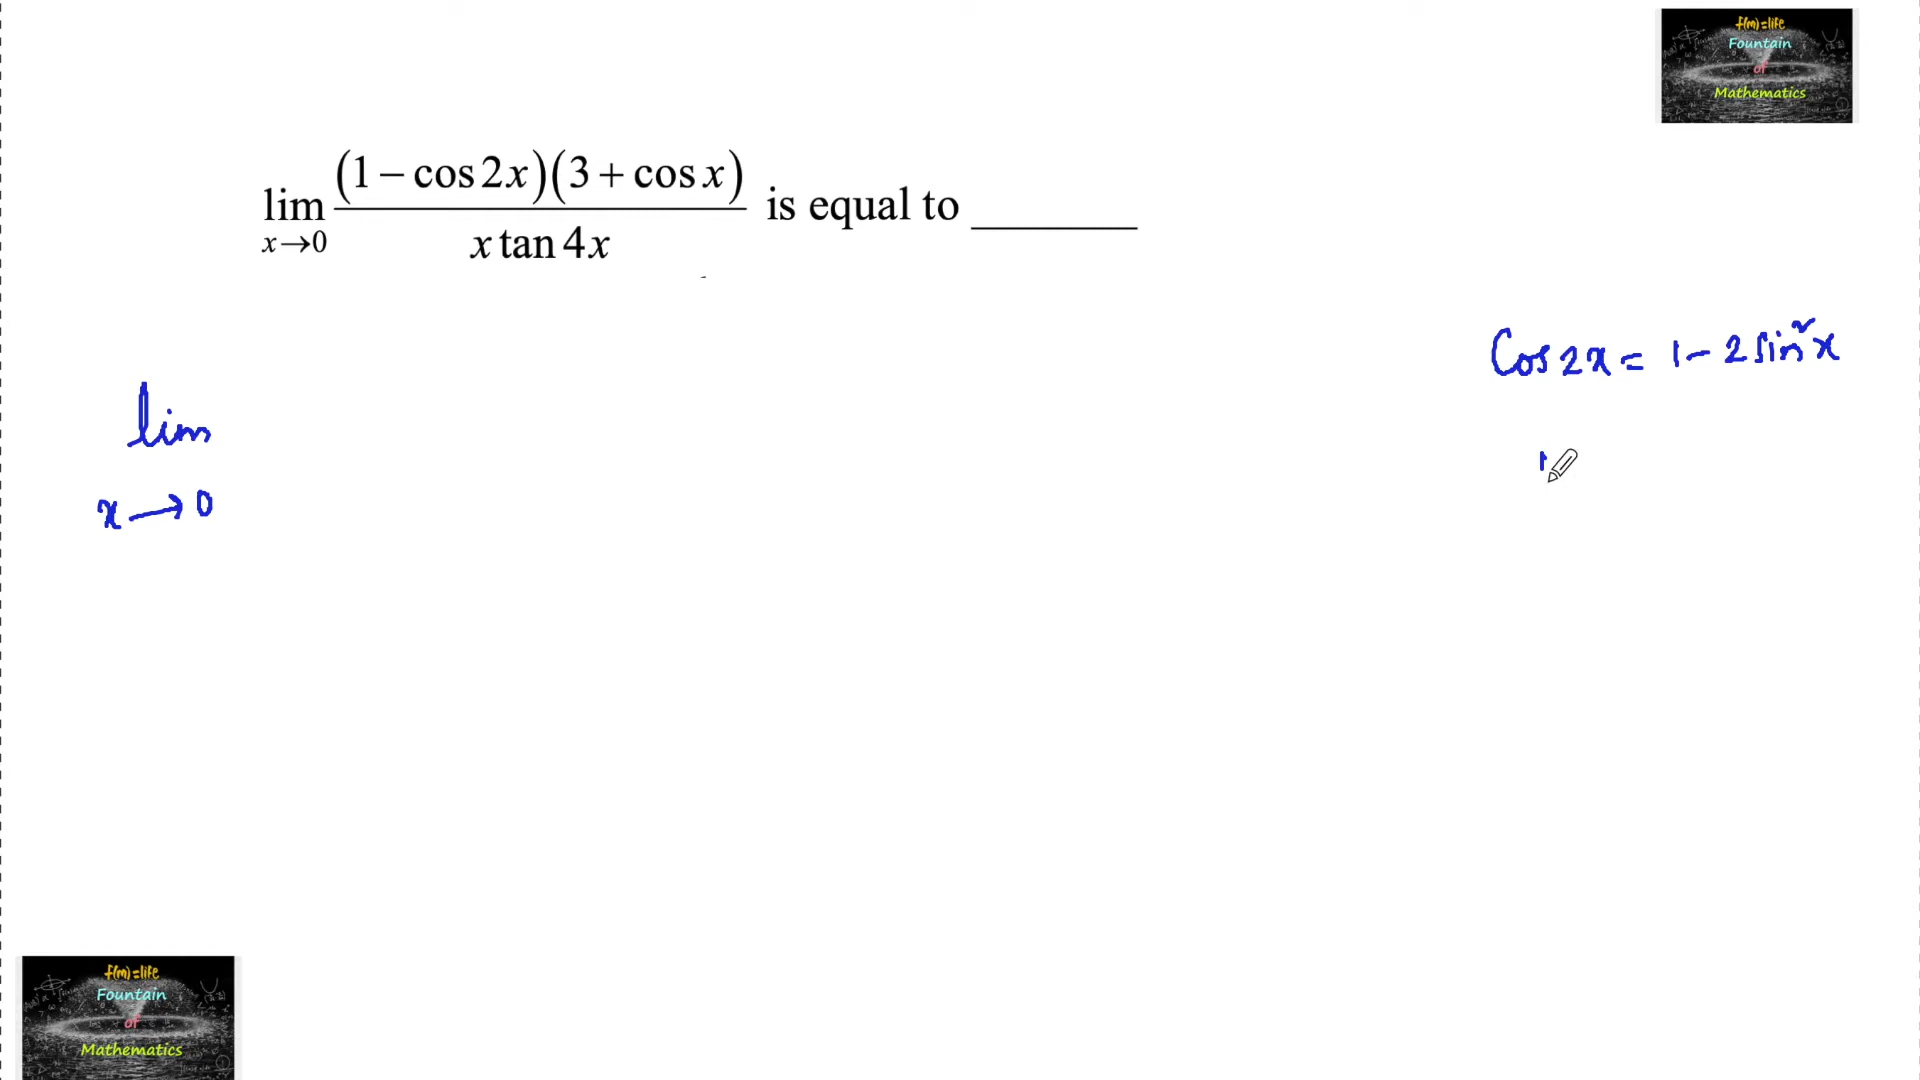 f(m)=life
Fountain
of
Mathematics
lim x→0 (1 − cos 2x)(3 + cos x) / x tan 4x is equal to ________
Cos 2x = 1 - 2 sin²x
lim
x → 0
1
f(m)=life
Fountain
of
Mathematics